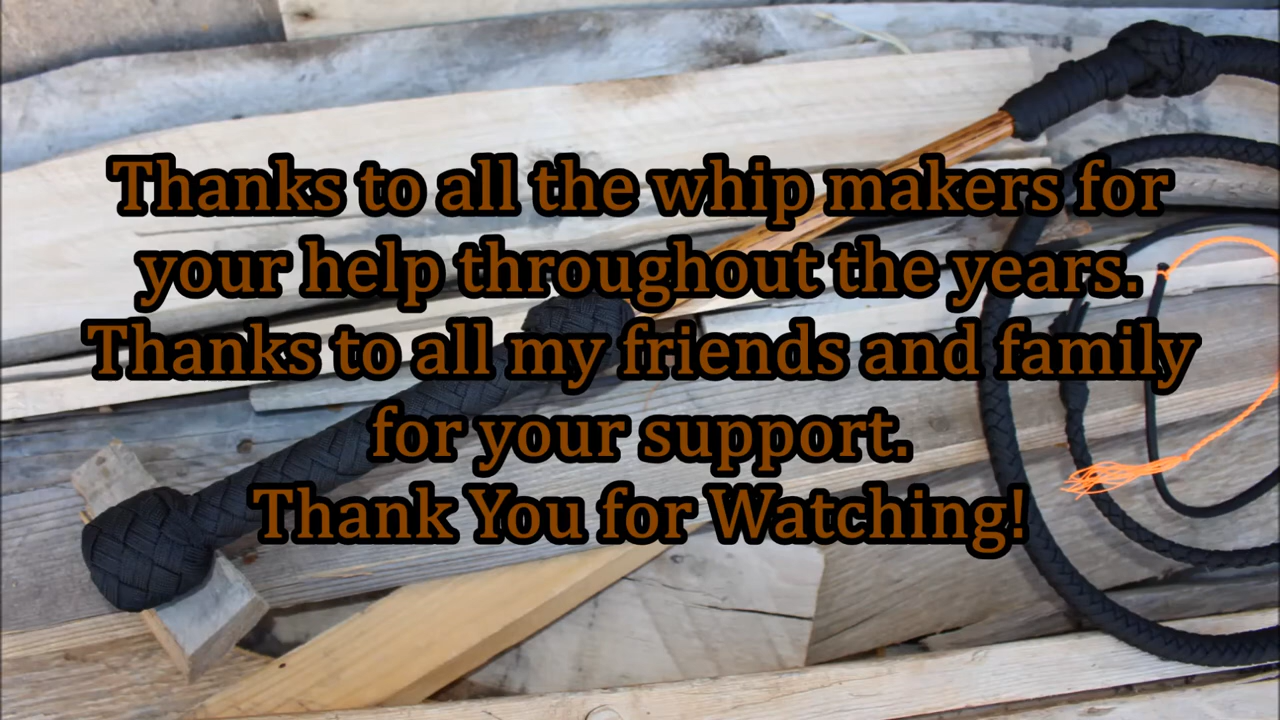 Thanks to all the whip makers for
your help throughout the years.
Thanks to all my friends and family
for your support.
Thank You for Watching!